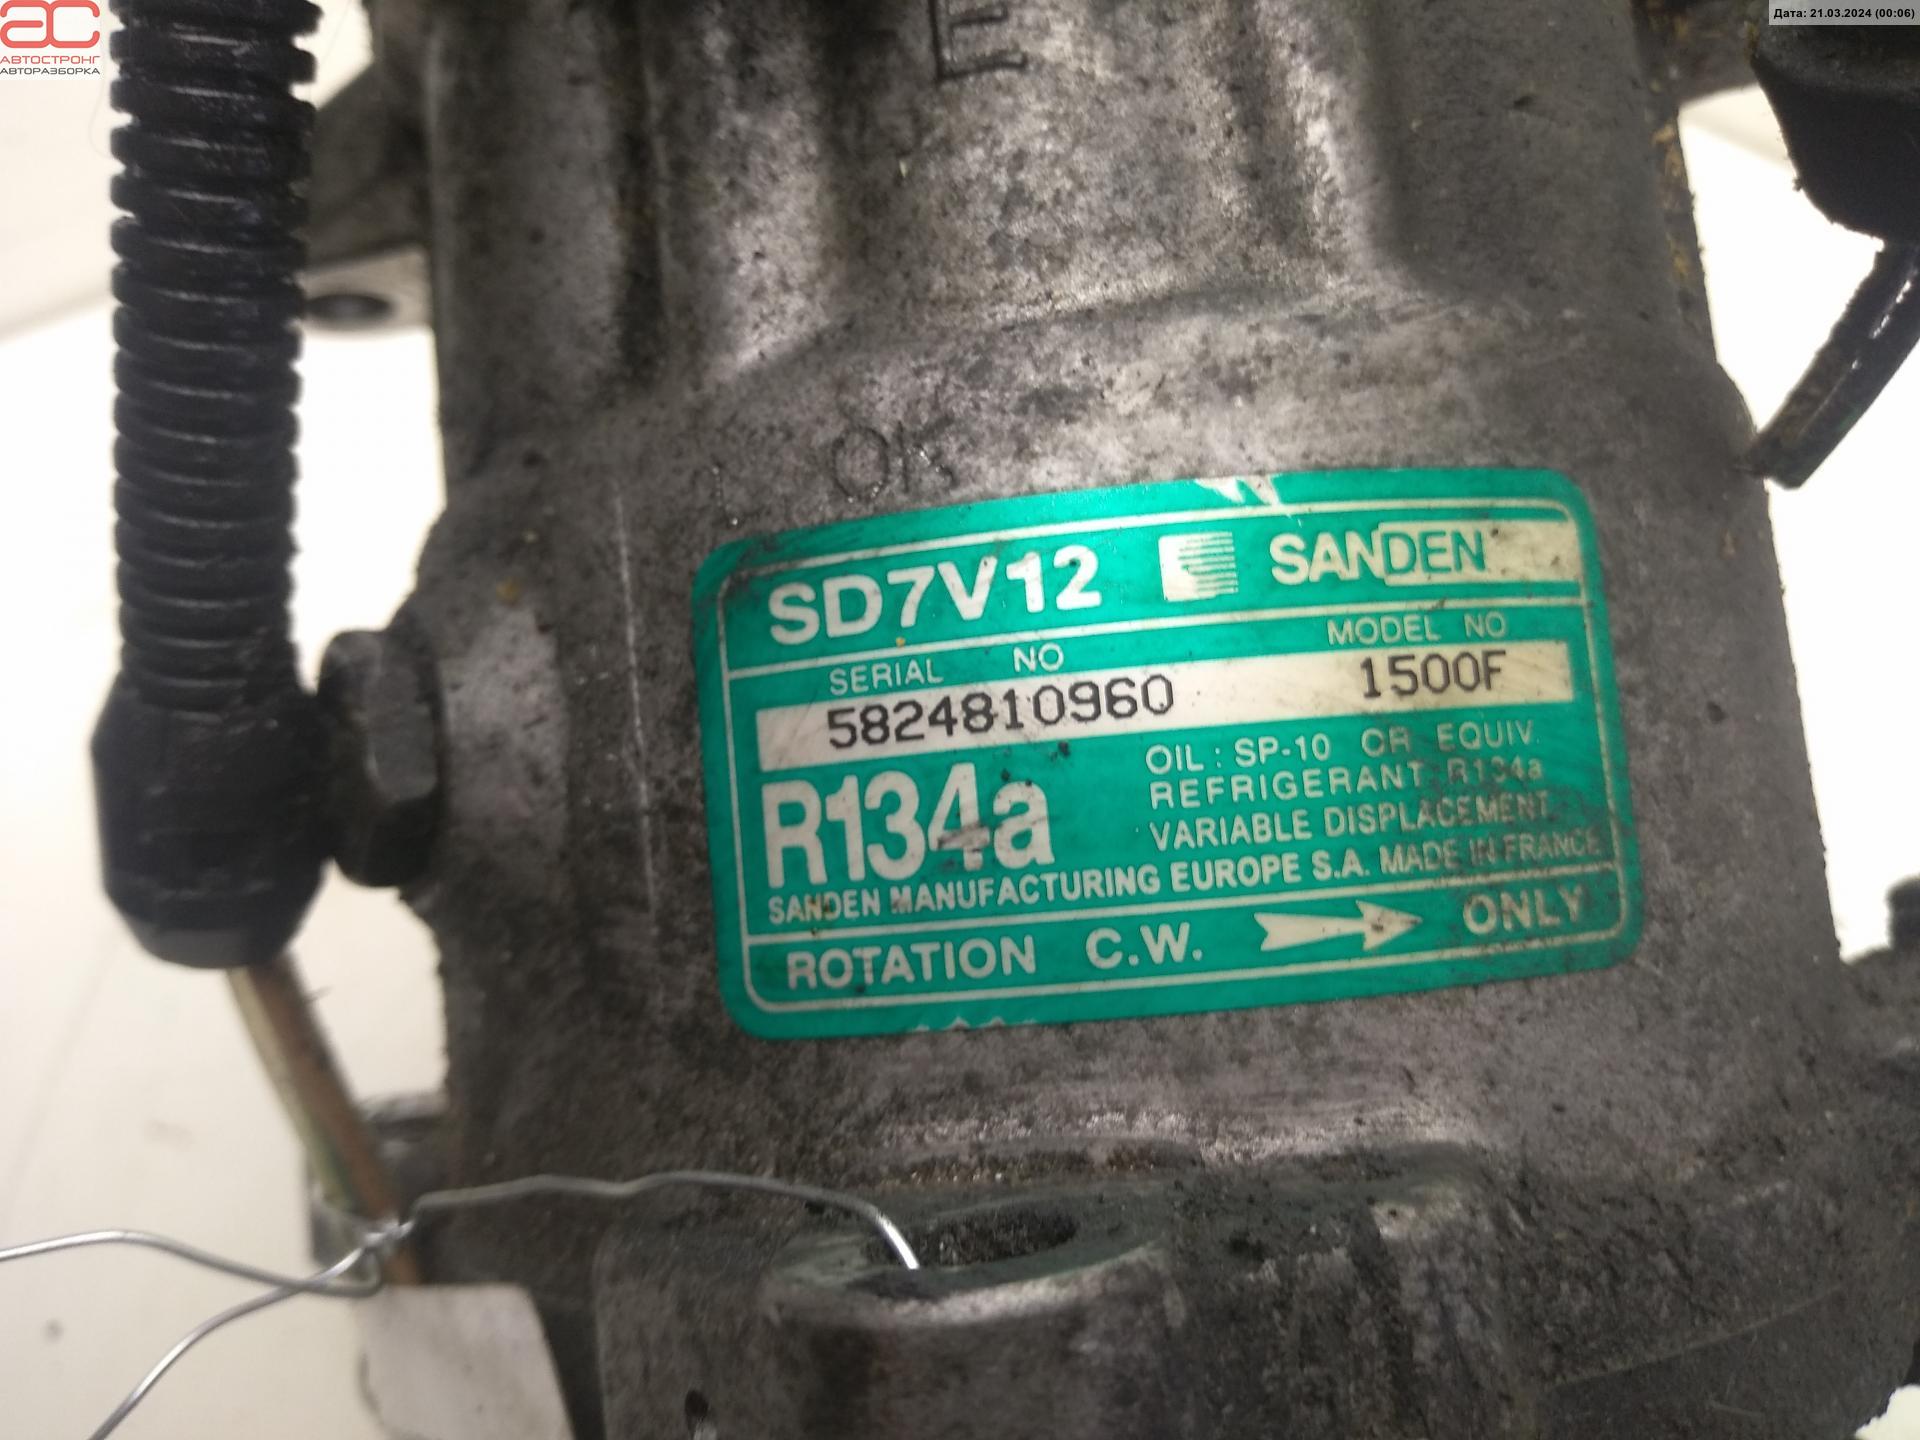 АС
АВТОСТРОНГ
АВТОРАЗБОРКА
Дата: 21.03.2024 (00:06)
OK
SD7V12 SANDEN
SERIAL NO MODEL NO
5824810960 1500F
R134a
OIL : SP-10 OR EQUIV.
REFRIGERANT : R134a
VARIABLE DISPLACEMENT
SANDEN MANUFACTURING EUROPE S.A. MADE IN FRANCE
ROTATION C.W. ONLY